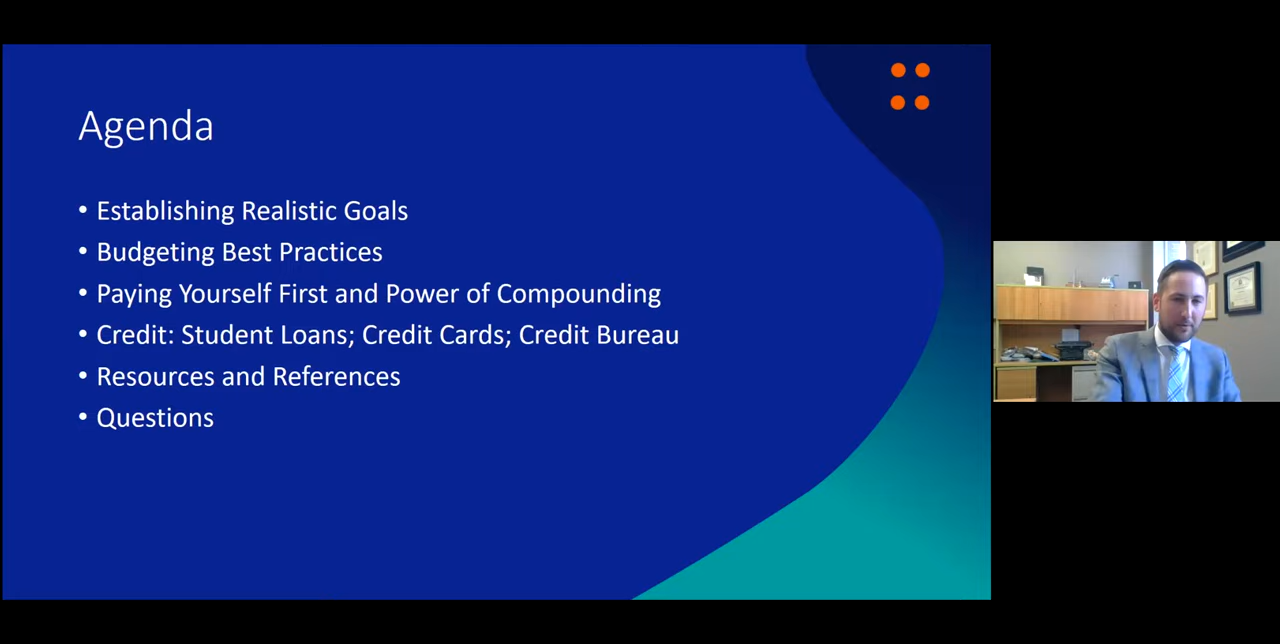 Agenda
• Establishing Realistic Goals
• Budgeting Best Practices
• Paying Yourself First and Power of Compounding
• Credit: Student Loans; Credit Cards; Credit Bureau
• Resources and References
• Questions